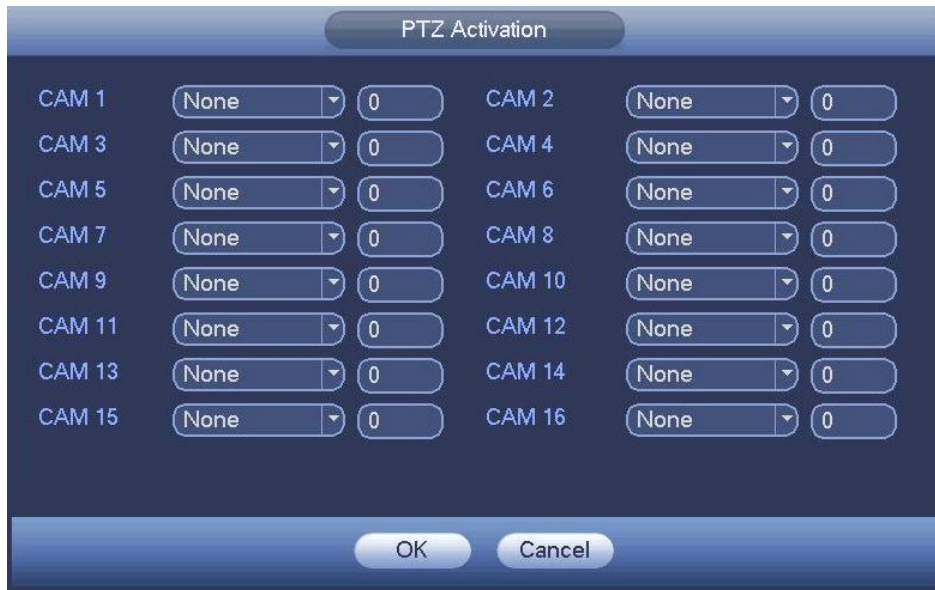 PTZ Activation
CAM 1 None 0 CAM 2 None 0
CAM 3 None 0 CAM 4 None 0
CAM 5 None 0 CAM 6 None 0
CAM 7 None 0 CAM 8 None 0
CAM 9 None 0 CAM 10 None 0
CAM 11 None 0 CAM 12 None 0
CAM 13 None 0 CAM 14 None 0
CAM 15 None 0 CAM 16 None 0
OK Cancel